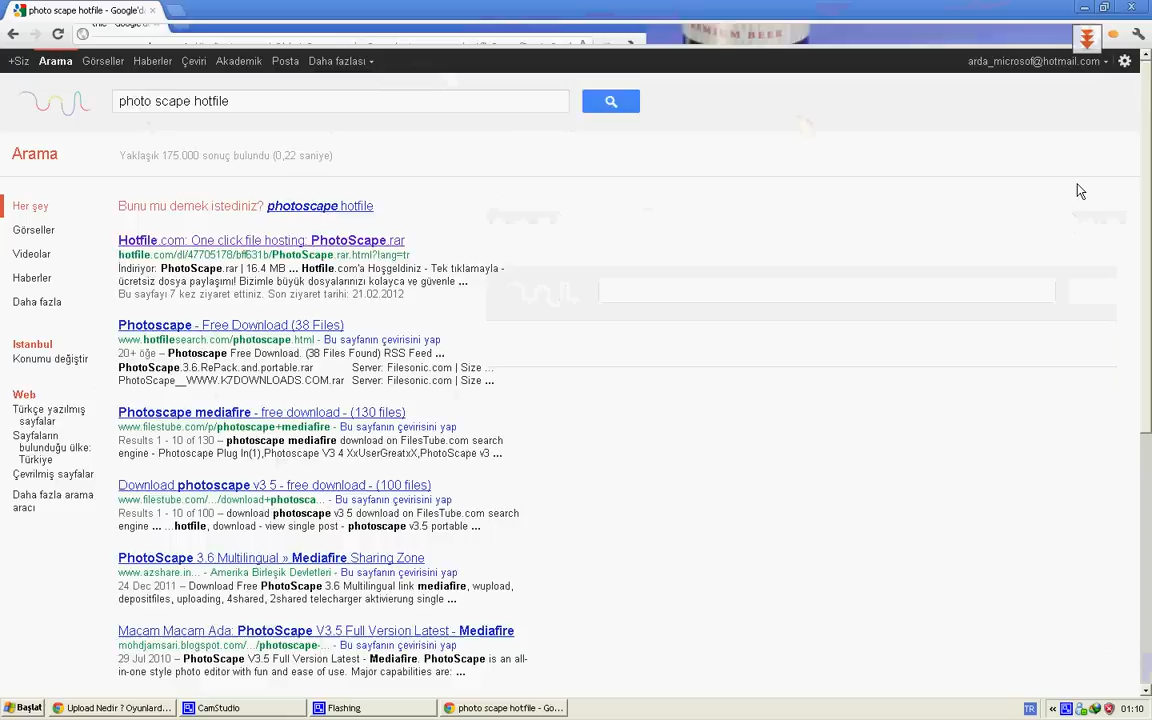 photo scape hotfile - Google'da
EMIUM BEER
+Siz Arama Görseller Haberler Çeviri Akademik Posta Daha fazlası
arda_microsof@hotmail.com
photo scape hotfile
Arama
Yaklaşık 175.000 sonuç bulundu (0,22 saniye)
Her şey
Görseller
Videolar
Haberler
Daha fazla
Istanbul
Konumu değiştir
Web
Türkçe yazılmış
sayfalar
Sayfaların
bulunduğu ülke:
Türkiye
Çevrilmiş sayfalar
Daha fazla arama
aracı
Bunu mu demek istediniz? photoscape hotfile
Hotfile.com: One click file hosting: PhotoScape.rar
hotfile.com/dl/47705178/bff631b/PhotoScape.rar.html?lang=tr
İndiriyor: PhotoScape.rar | 16.4 MB ... Hotfile.com'a Hoşgeldiniz - Tek tıklamayla -
ücretsiz dosya paylaşımı! Bizimle büyük dosyalarınızı kolayca ve güvenle ...
Bu sayfayı 7 kez ziyaret ettiniz. Son ziyaret tarihi: 21.02.2012
Photoscape - Free Download (38 Files)
www.hotfilesearch.com/photoscape.html - Bu sayfanın çevirisini yap
20+ öğe – Photoscape Free Download. (38 Files Found) RSS Feed ...
PhotoScape.3.6.RePack.and.portable.rar Server: Filesonic.com | Size ...
PhotoScape__WWW.K7DOWNLOADS.COM.rar Server: Filesonic.com | Size ...
Photoscape mediafire - free download - (130 files)
www.filestube.com/p/photoscape+mediafire - Bu sayfanın çevirisini yap
Results 1 - 10 of 130 – photoscape mediafire download on FilesTube.com search
engine - Photoscape Plug In(1),Photoscape V3 4 XxUserGreatxX,PhotoScape v3 ...
Download photoscape v3 5 - free download - (100 files)
www.filestube.com/.../download+photosca... - Bu sayfanın çevirisini yap
Results 1 - 10 of 100 – download photoscape v3 5 download on FilesTube.com search
engine ... ...hotfile, download - view single post - photoscape v3.5 portable ...
PhotoScape 3.6 Multilingual » Mediafire Sharing Zone
www.azshare.in... - Amerika Birleşik Devletleri - Bu sayfanın çevirisini yap
24 Dec 2011 – Download Free PhotoScape 3.6 Multilingual link mediafire, wupload,
depositfiles, uploading, 4shared, 2shared telecharger aktivierung single ...
Macam Macam Ada: PhotoScape V3.5 Full Version Latest - Mediafire
mohdjamsari.blogspot.com/.../photoscape-... - Bu sayfanın çevirisini yap
29 Jul 2010 – PhotoScape V3.5 Full Version Latest - Mediafire. PhotoScape is an all-
in-one style photo editor with fun and ease of use. Major capabilities are: ...
Başlat Upload Nedir ? Oyunlard... CamStudio Flashing photo scape hotfile - Go... TR 01:10